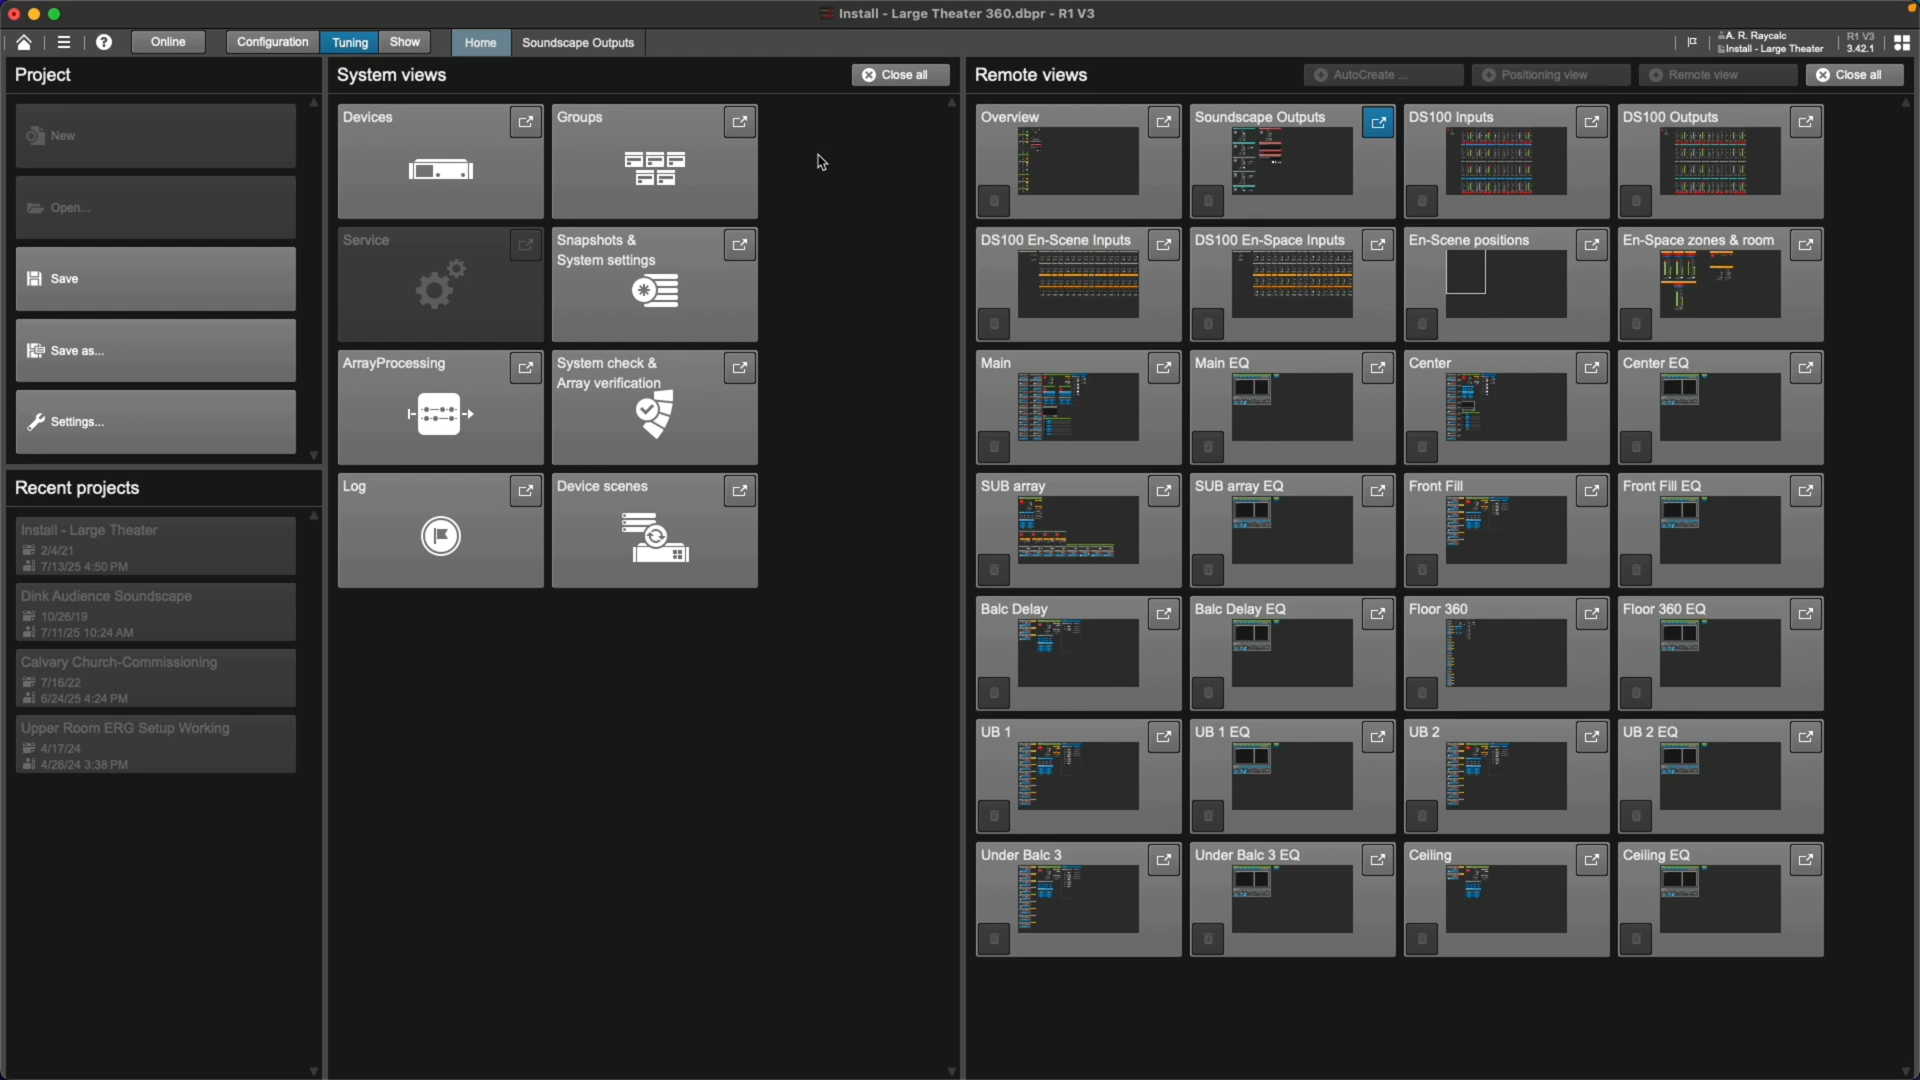 Install - Large Theater 360.dbpr - R1 V3
Online
Configuration
Tuning
Show
Home
Soundscape Outputs
A. R. Raycalc
Install - Large Theater
R1 V3
3.42.1
Project
New
Open...
Save
Save as...
Settings...
Recent projects
Install - Large Theater
2/4/21
7/13/25 4:50 PM
Dink Audience Soundscape
10/26/19
7/11/25 10:24 AM
Calvary Church-Commissioning
7/16/22
6/24/25 4:24 PM
Upper Room ERG Setup Working
4/17/24
4/26/24 3:38 PM
System views
Close all
Devices
Groups
Service
Snapshots &
System settings
ArrayProcessing
System check &
Array verification
Log
Device scenes
Remote views
AutoCreate ...
Positioning view
Remote view
Close all
Overview
Soundscape Outputs
DS100 Inputs
DS100 Outputs
DS100 En-Scene Inputs
DS100 En-Space Inputs
En-Scene positions
En-Space zones & room
Main
Main EQ
Center
Center EQ
SUB array
SUB array EQ
Front Fill
Front Fill EQ
Balc Delay
Balc Delay EQ
Floor 360
Floor 360 EQ
UB 1
UB 1 EQ
UB 2
UB 2 EQ
Under Balc 3
Under Balc 3 EQ
Ceiling
Ceiling EQ